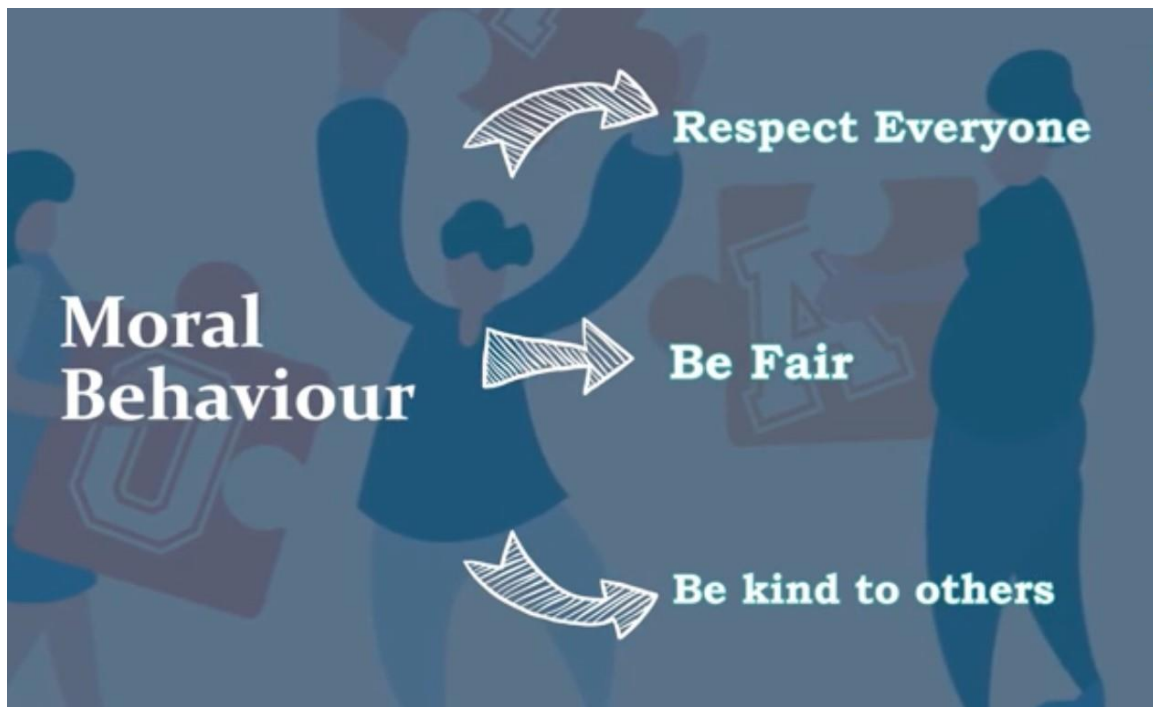 Respect Everyone
Moral
Behaviour
Be Fair
Be kind to others
U
A